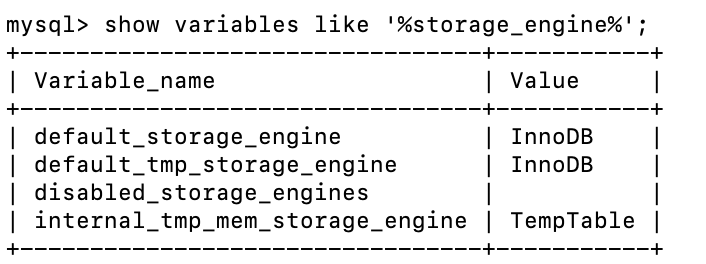 mysql> show variables like '%storage_engine%';
+---------------------------------+-----------+
| Variable_name                   | Value     |
+---------------------------------+-----------+
| default_storage_engine          | InnoDB    |
| default_tmp_storage_engine      | InnoDB    |
| disabled_storage_engines        |           |
| internal_tmp_mem_storage_engine | TempTable |
+---------------------------------+-----------+